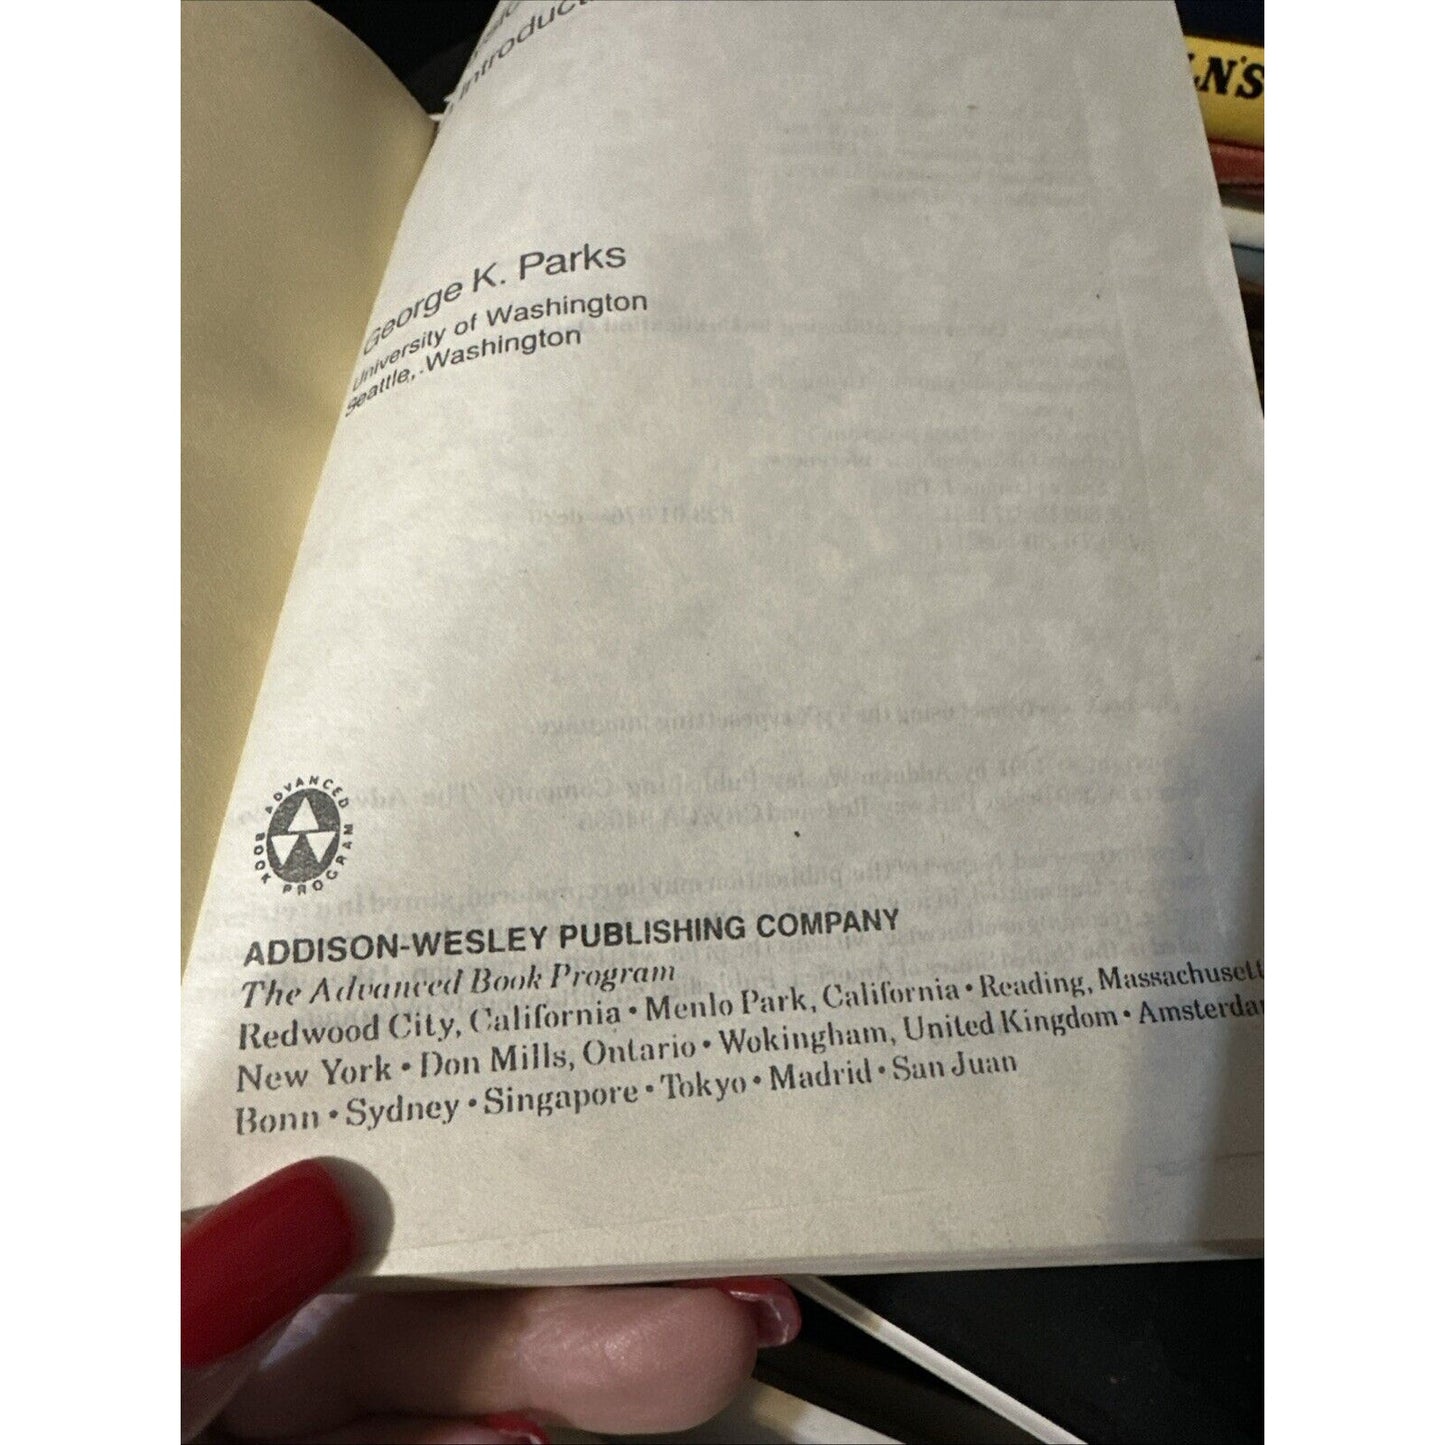 Introduc
N'S
George K. Parks
University of Washington
Seattle, Washington
ADVANCED BOOK PROGRAM
ADDISON-WESLEY PUBLISHING COMPANY
The Advanced Book Program
Redwood City, California • Menlo Park, California • Reading, Massachusett
New York • Don Mills, Ontario • Wokingham, United Kingdom • Amsterda
Bonn • Sydney • Singapore • Tokyo • Madrid • San Juan